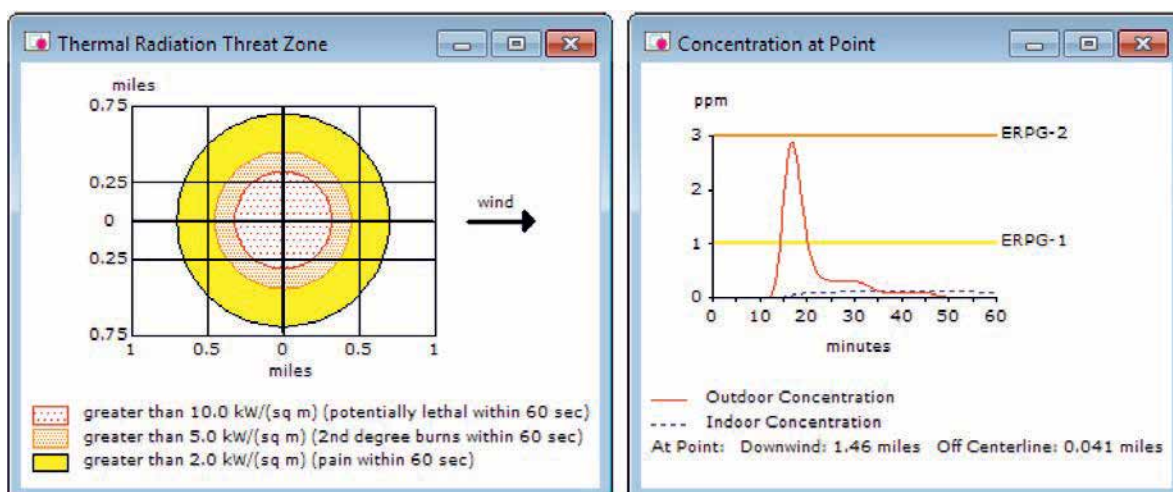 Thermal Radiation Threat Zone
miles
0.75
0.25
0
0.25
0.75
1 0.5 0 0.5 1
miles
wind
greater than 10.0 kW/(sq m) (potentially lethal within 60 sec)
greater than 5.0 kW/(sq m) (2nd degree burns within 60 sec)
greater than 2.0 kW/(sq m) (pain within 60 sec)
Concentration at Point
ppm
3 ERPG-2
2
1 ERPG-1
0
0 10 20 30 40 50 60
minutes
Outdoor Concentration
Indoor Concentration
At Point: Downwind: 1.46 miles Off Centerline: 0.041 miles